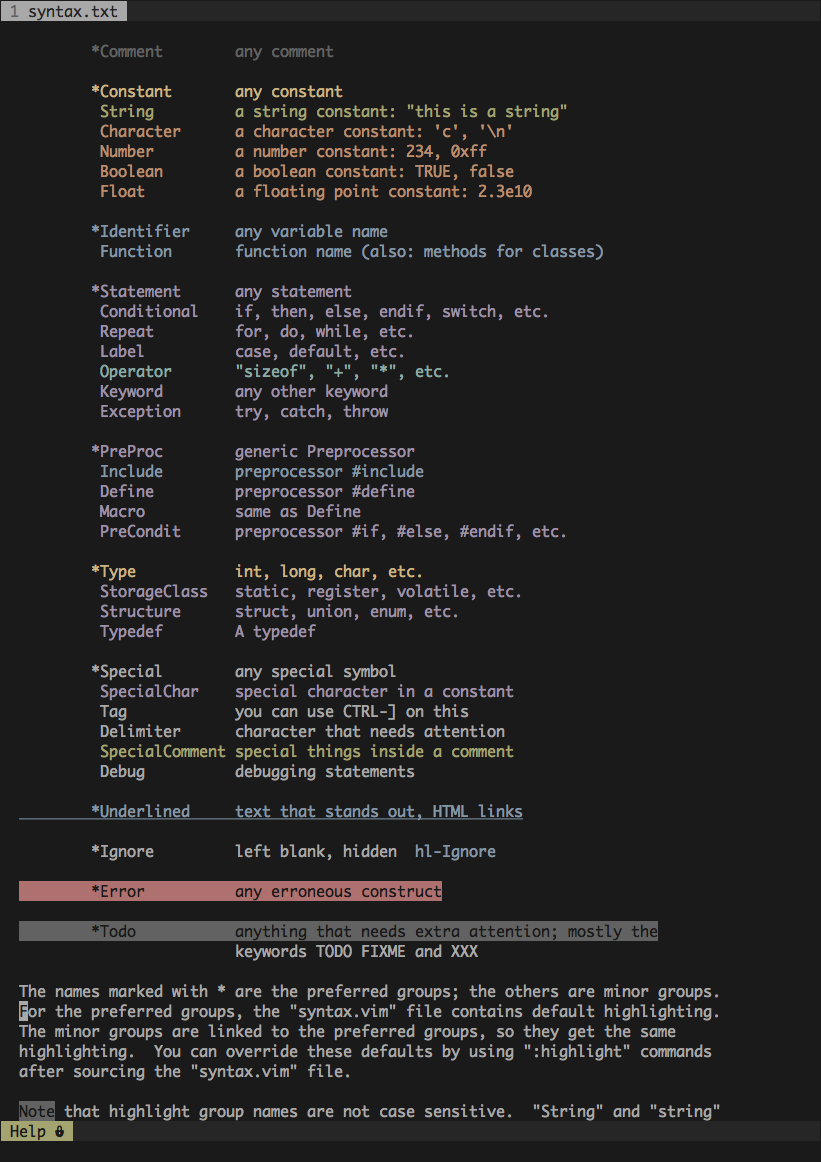 1 syntax.txt
*Comment any comment
*Constant any constant
String a string constant: "this is a string"
Character a character constant: 'c', '\n'
Number a number constant: 234, 0xff
Boolean a boolean constant: TRUE, false
Float a floating point constant: 2.3e10
*Identifier any variable name
Function function name (also: methods for classes)
*Statement any statement
Conditional if, then, else, endif, switch, etc.
Repeat for, do, while, etc.
Label case, default, etc.
Operator "sizeof", "+", "*", etc.
Keyword any other keyword
Exception try, catch, throw
*PreProc generic Preprocessor
Include preprocessor #include
Define preprocessor #define
Macro same as Define
PreCondit preprocessor #if, #else, #endif, etc.
*Type int, long, char, etc.
StorageClass static, register, volatile, etc.
Structure struct, union, enum, etc.
Typedef A typedef
*Special any special symbol
SpecialChar special character in a constant
Tag you can use CTRL-] on this
Delimiter character that needs attention
SpecialComment special things inside a comment
Debug debugging statements
*Underlined text that stands out, HTML links
*Ignore left blank, hidden hl-Ignore
*Error any erroneous construct
*Todo anything that needs extra attention; mostly the
keywords TODO FIXME and XXX
The names marked with * are the preferred groups; the others are minor groups.
For the preferred groups, the "syntax.vim" file contains default highlighting.
The minor groups are linked to the preferred groups, so they get the same
highlighting. You can override these defaults by using ":highlight" commands
after sourcing the "syntax.vim" file.
Note that highlight group names are not case sensitive. "String" and "string"
Help